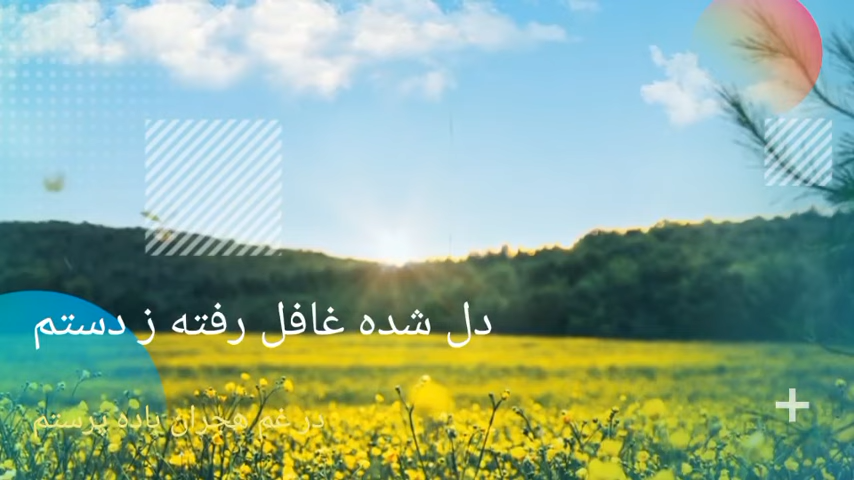 دل شده غافل رفته ز دستم
در غم هجران باده پرستم